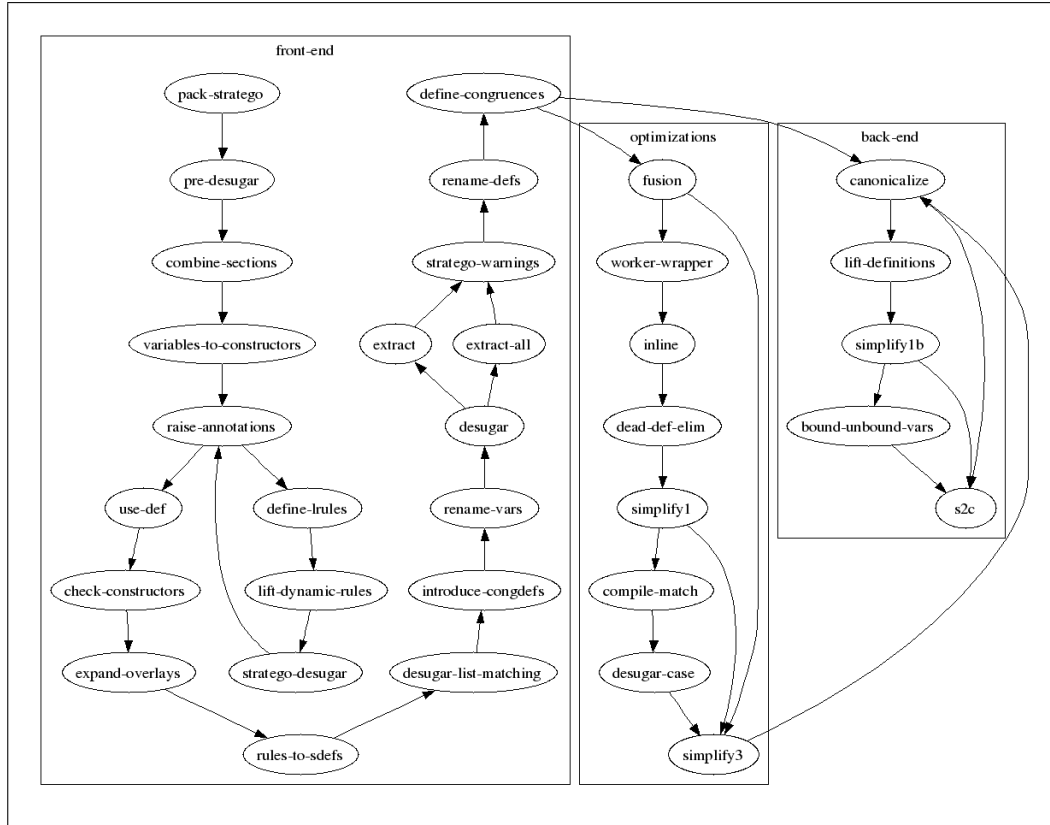 front-end
pack-stratego
pre-desugar
combine-sections
variables-to-constructors
raise-annotations
use-def
define-lrules
check-constructors
lift-dynamic-rules
expand-overlays
stratego-desugar
rules-to-sdefs
define-congruences
rename-defs
stratego-warnings
extract
extract-all
desugar
rename-vars
introduce-congdefs
desugar-list-matching
optimizations
fusion
worker-wrapper
inline
dead-def-elim
simplify1
compile-match
desugar-case
simplify3
back-end
canonicalize
lift-definitions
simplify1b
bound-unbound-vars
s2c